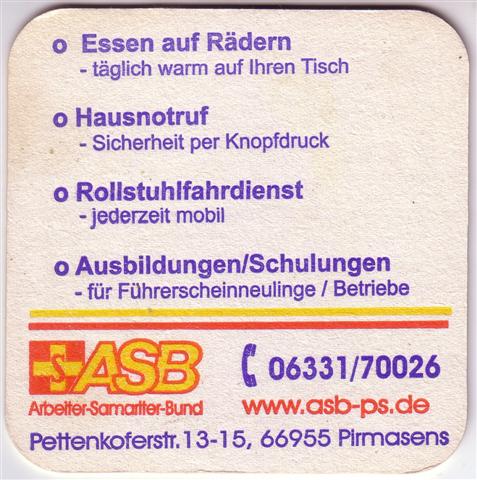 o Essen auf Rädern
- täglich warm auf Ihren Tisch
o Hausnotruf
- Sicherheit per Knopfdruck
o Rollstuhlfahrdienst
- jederzeit mobil
o Ausbildungen/Schulungen
- für Führerscheinneulinge / Betriebe
S ASB
06331/70026
Arbeiter-Samariter-Bund
www.asb-ps.de
Pettenkoferstr.13-15, 66955 Pirmasens